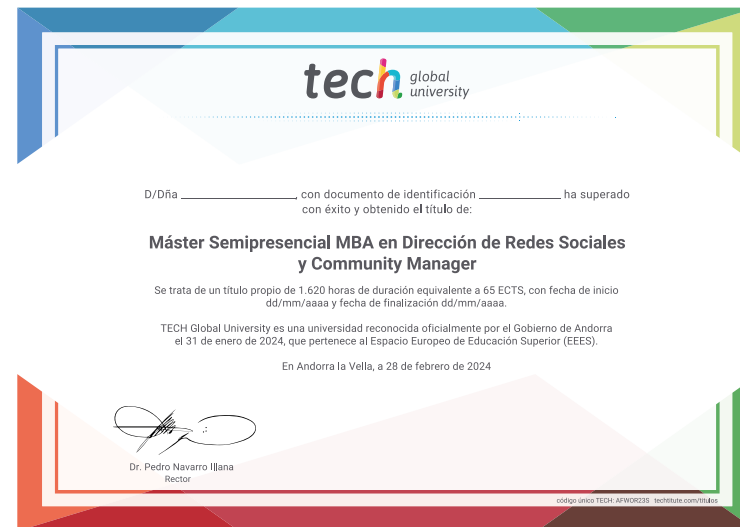 tech global university
D/Dña ____________________, con documento de identificación ______________ ha superado
con éxito y obtenido el título de:
Máster Semipresencial MBA en Dirección de Redes Sociales
y Community Manager
Se trata de un título propio de 1.620 horas de duración equivalente a 65 ECTS, con fecha de inicio
dd/mm/aaaa y fecha de finalización dd/mm/aaaa.
TECH Global University es una universidad reconocida oficialmente por el Gobierno de Andorra
el 31 de enero de 2024, que pertenece al Espacio Europeo de Educación Superior (EEES).
En Andorra la Vella, a 28 de febrero de 2024
Dr. Pedro Navarro Illana
Rector
código único TECH: AFWOR23S techtitute.com/titulos